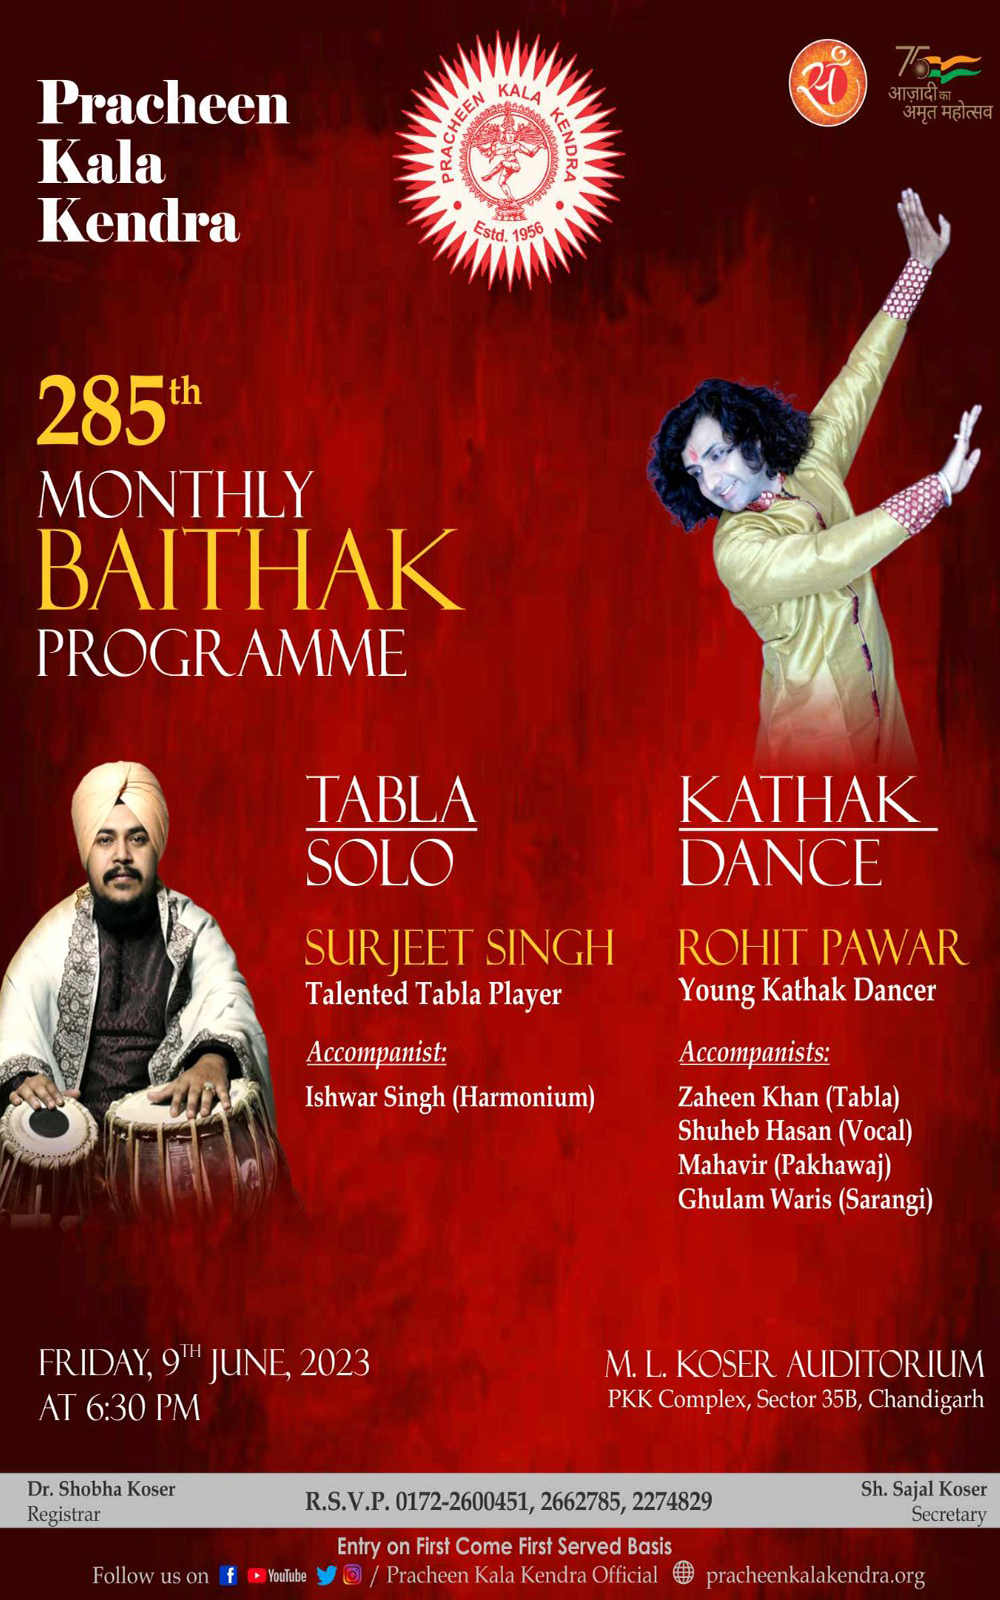 Pracheen
Kala
Kendra
PRACHEEN KALA KENDRA
Estd. 1956
75
आज़ादी का
अमृत महोत्सव
285th
MONTHLY
BAITHAK
PROGRAMME
TABLA
SOLO
SURJEET SINGH
Talented Tabla Player
Accompanist:
Ishwar Singh (Harmonium)
KATHAK
DANCE
ROHIT PAWAR
Young Kathak Dancer
Accompanists:
Zaheen Khan (Tabla)
Shuheb Hasan (Vocal)
Mahavir (Pakhawaj)
Ghulam Waris (Sarangi)
FRIDAY, 9TH JUNE, 2023
AT 6:30 PM
M. L. KOSER AUDITORIUM
PKK Complex, Sector 35B, Chandigarh
Dr. Shobha Koser
Registrar
R.S.V.P. 0172-2600451, 2662785, 2274829
Sh. Sajal Koser
Secretary
Entry on First Come First Served Basis
Follow us on f YouTube / Pracheen Kala Kendra Official pracheenkalakendra.org